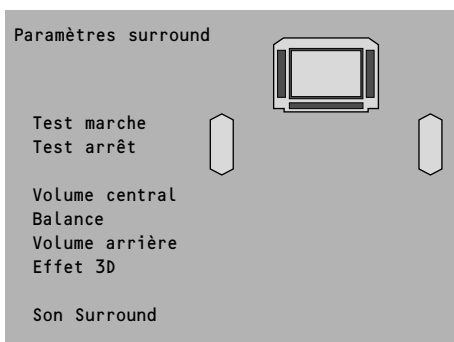 Paramètres surround
Test marche
Test arrêt
Volume central
Balance
Volume arrière
Effet 3D
Son Surround